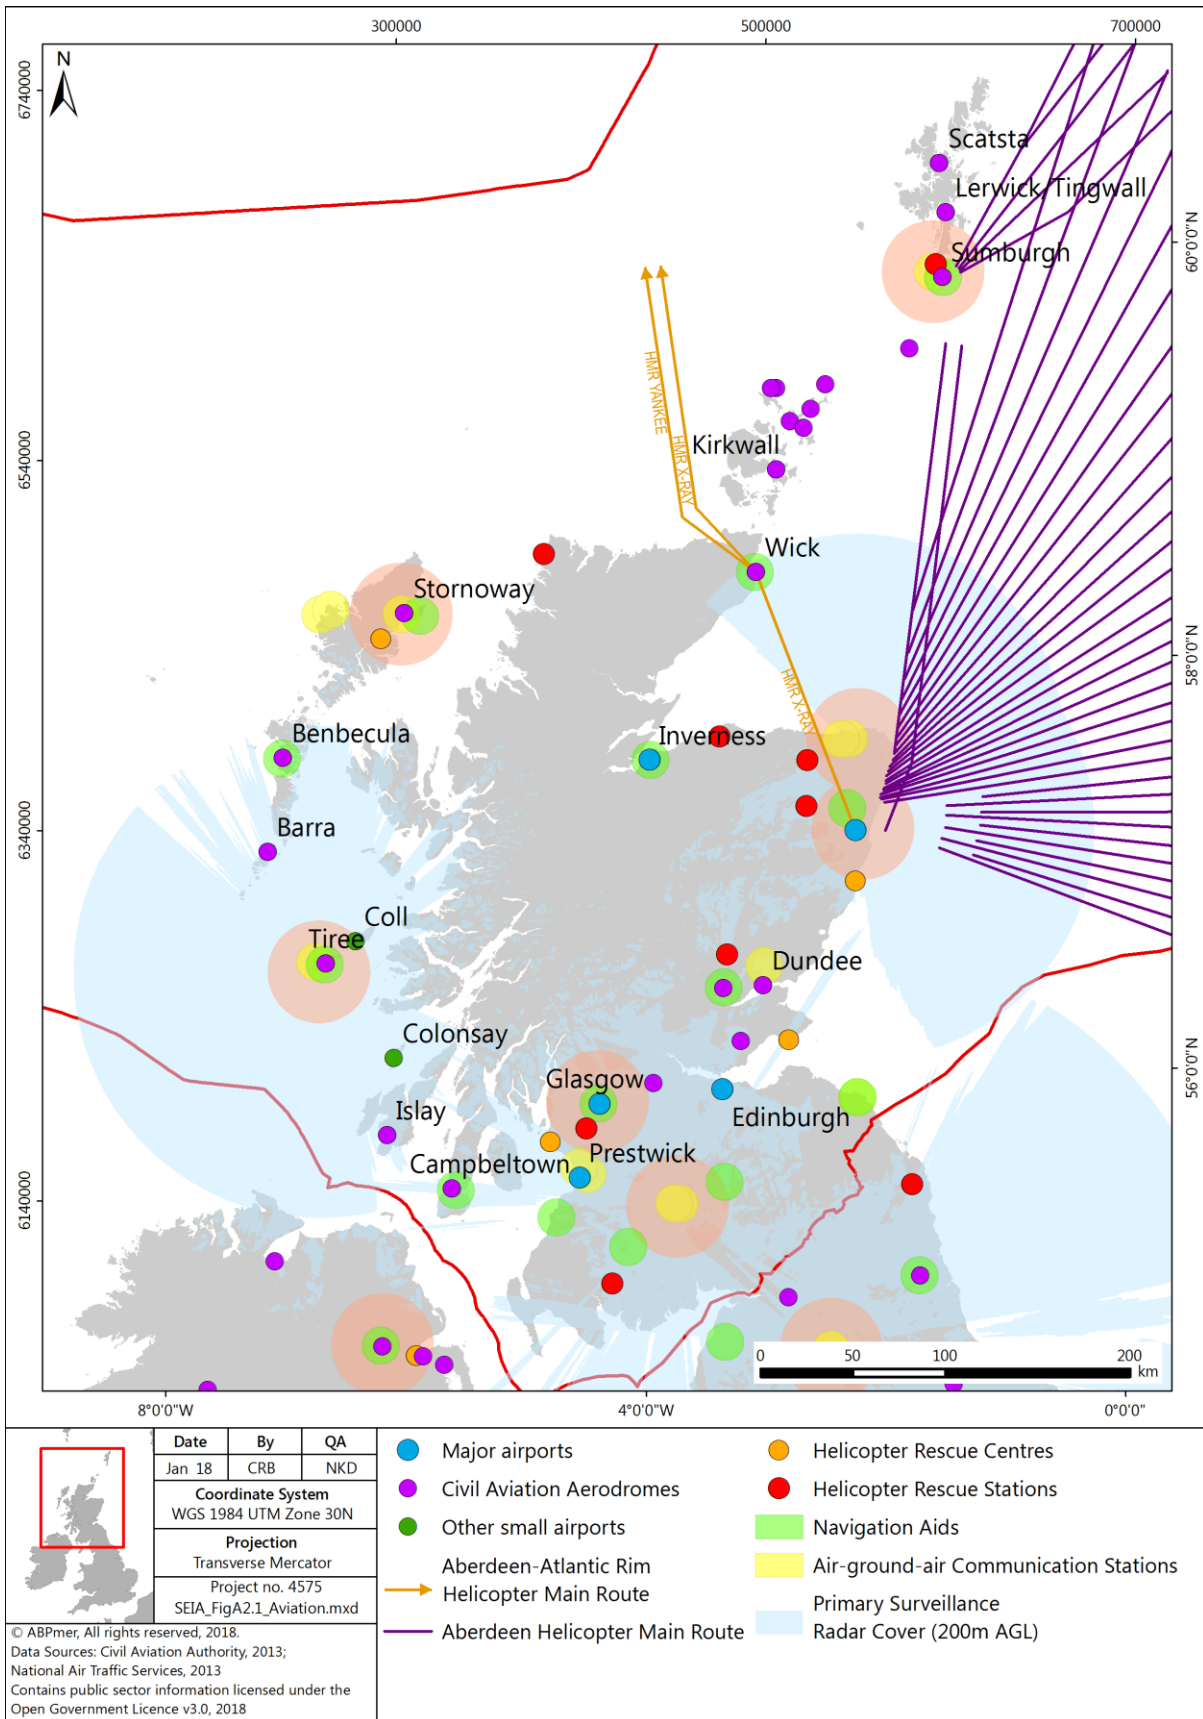 300000
500000
700000
N
6740000
Scatsta
Lerwick/Tingwall
60°0'0"N
Sumburgh
HMR YANKEE
HMR X-RAY
Kirkwall
6540000
Wick
Stornoway
58°0'0"N
HMR X-RAY
Inverness
Benbecula
Barra
6340000
Coll
Tiree
Dundee
Colonsay
56°0'0"N
Glasgow
Edinburgh
Islay
Prestwick
Campbeltown
6140000
0 50 100 200
km
8°0'0"W
4°0'0"W
0°0'0"
Date By QA
Jan 18 CRB NKD
Coordinate System
WGS 1984 UTM Zone 30N
Projection
Transverse Mercator
Project no. 4575
SEIA_FigA2.1_Aviation.mxd
© ABPmer, All rights reserved, 2018.
Data Sources: Civil Aviation Authority, 2013;
National Air Traffic Services, 2013
Contains public sector information licensed under the
Open Government Licence v3.0, 2018
Major airports
Civil Aviation Aerodromes
Other small airports
Aberdeen-Atlantic Rim
Helicopter Main Route
Aberdeen Helicopter Main Route
Helicopter Rescue Centres
Helicopter Rescue Stations
Navigation Aids
Air-ground-air Communication Stations
Primary Surveillance
Radar Cover (200m AGL)